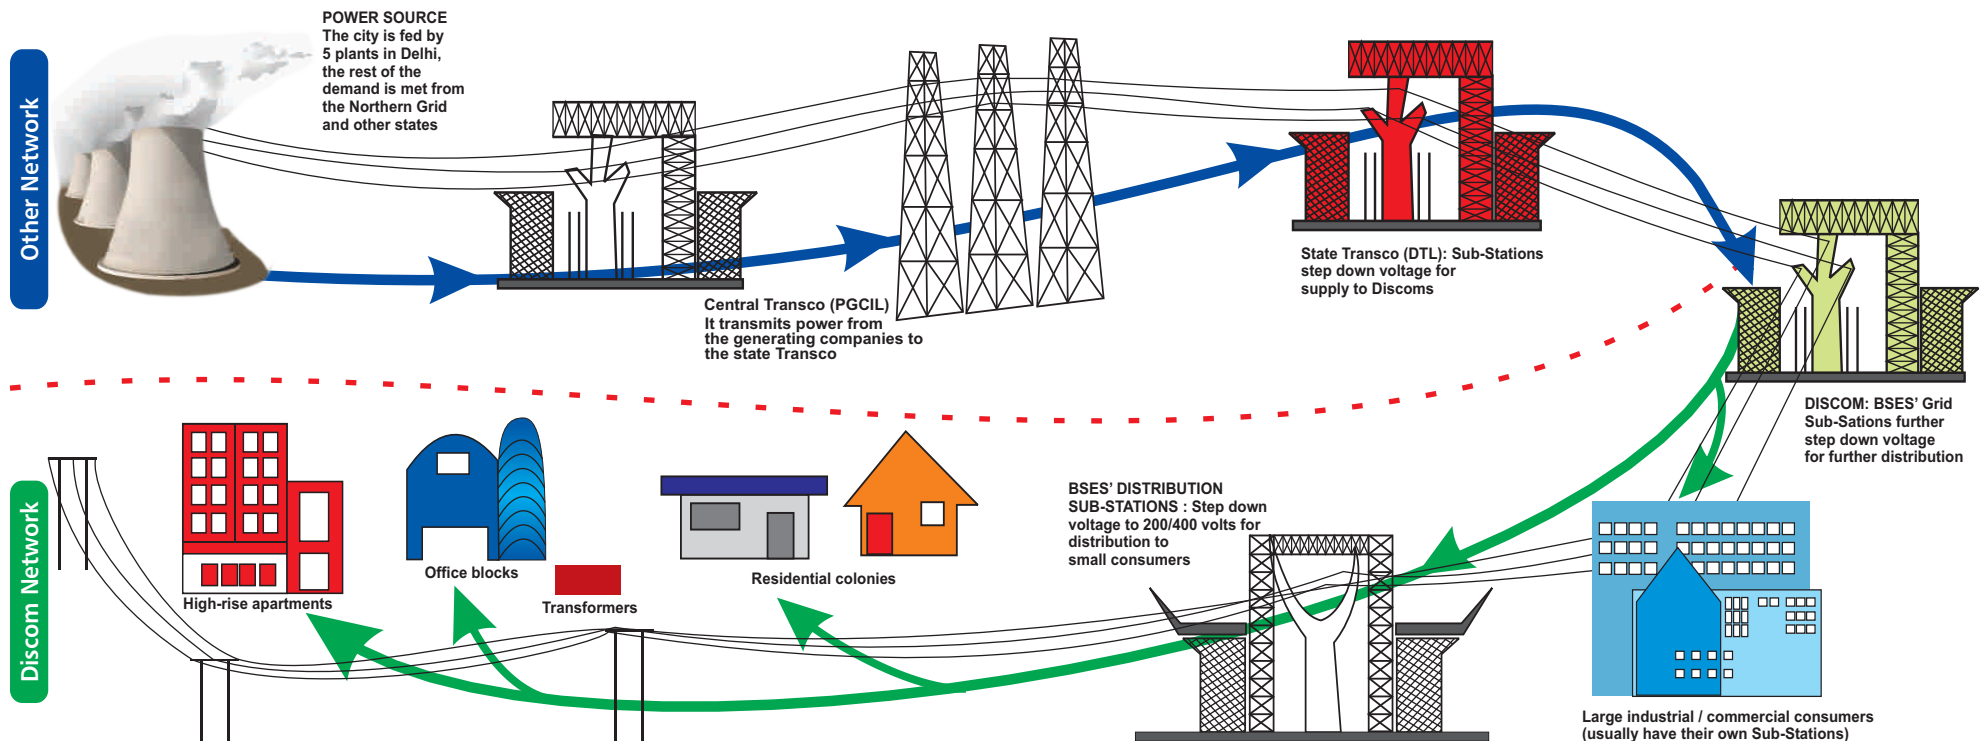 Other Network
POWER SOURCE
The city is fed by
5 plants in Delhi,
the rest of the
demand is met from
the Northern Grid
and other states
Central Transco (PGCIL)
It transmits power from
the generating companies to
the state Transco
State Transco (DTL): Sub-Stations
step down voltage for
supply to Discoms
DISCOM: BSES' Grid
Sub-Sations further
step down voltage
for further distribution
Discom Network
High-rise apartments
Office blocks
Transformers
Residential colonies
BSES' DISTRIBUTION
SUB-STATIONS : Step down
voltage to 200/400 volts for
distribution to
small consumers
Large industrial / commercial consumers
(usually have their own Sub-Stations)